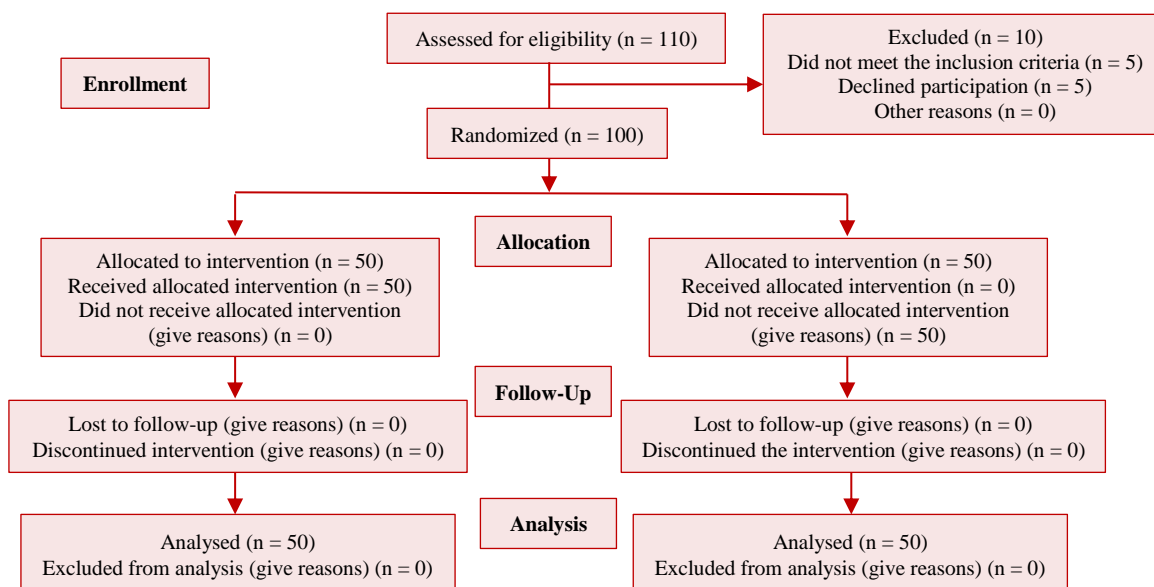 Assessed for eligibility (n = 110)
Excluded (n = 10)
Did not meet the inclusion criteria (n = 5)
Declined participation (n = 5)
Other reasons (n = 0)
Enrollment
Randomized (n = 100)
Allocation
Allocated to intervention (n = 50)
Received allocated intervention (n = 50)
Did not receive allocated intervention
(give reasons) (n = 0)
Allocated to intervention (n = 50)
Received allocated intervention (n = 0)
Did not receive allocated intervention
(give reasons) (n = 50)
Follow-Up
Lost to follow-up (give reasons) (n = 0)
Discontinued intervention (give reasons) (n = 0)
Lost to follow-up (give reasons) (n = 0)
Discontinued the intervention (give reasons) (n = 0)
Analysis
Analysed (n = 50)
Excluded from analysis (give reasons) (n = 0)
Analysed (n = 50)
Excluded from analysis (give reasons) (n = 0)